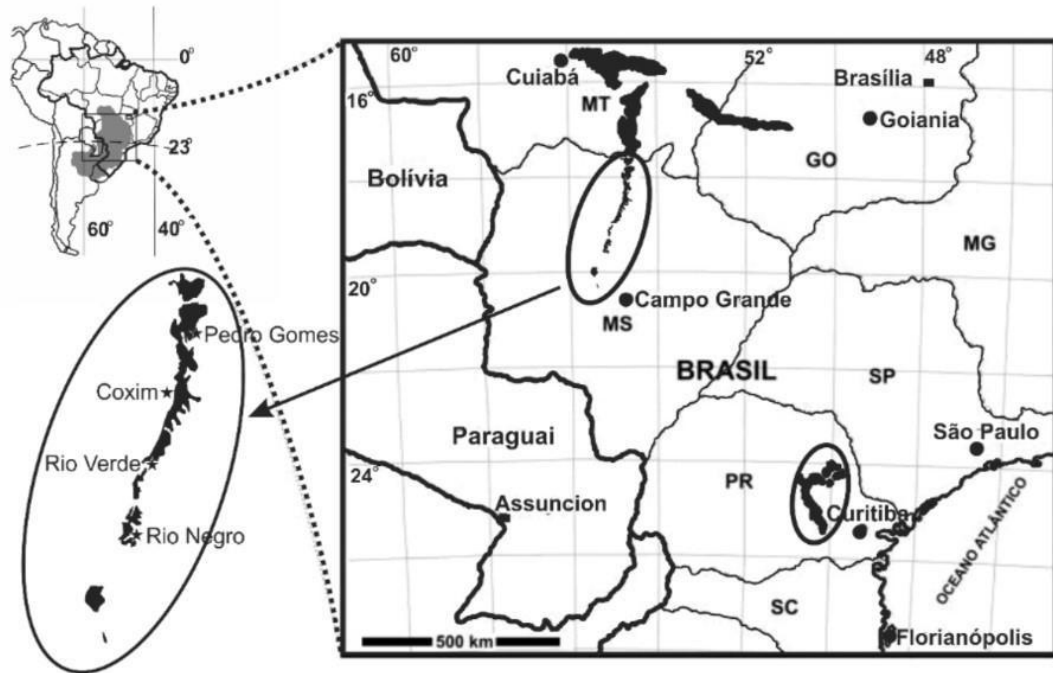 0°
23°
60°
40°
Pedro Gomes
Coxim
Rio Verde
Rio Negro
60
52°
48°
Cuiabá
Brasília
16°
MT
Goiania
GO
Bolívia
MG
20°
Campo Grande
MS
BRASIL
SP
Paraguai
São Paulo
24°
PR
Assuncion
Curitiba
OCEANO ATLÂNTICO
SC
500 km
Florianópolis